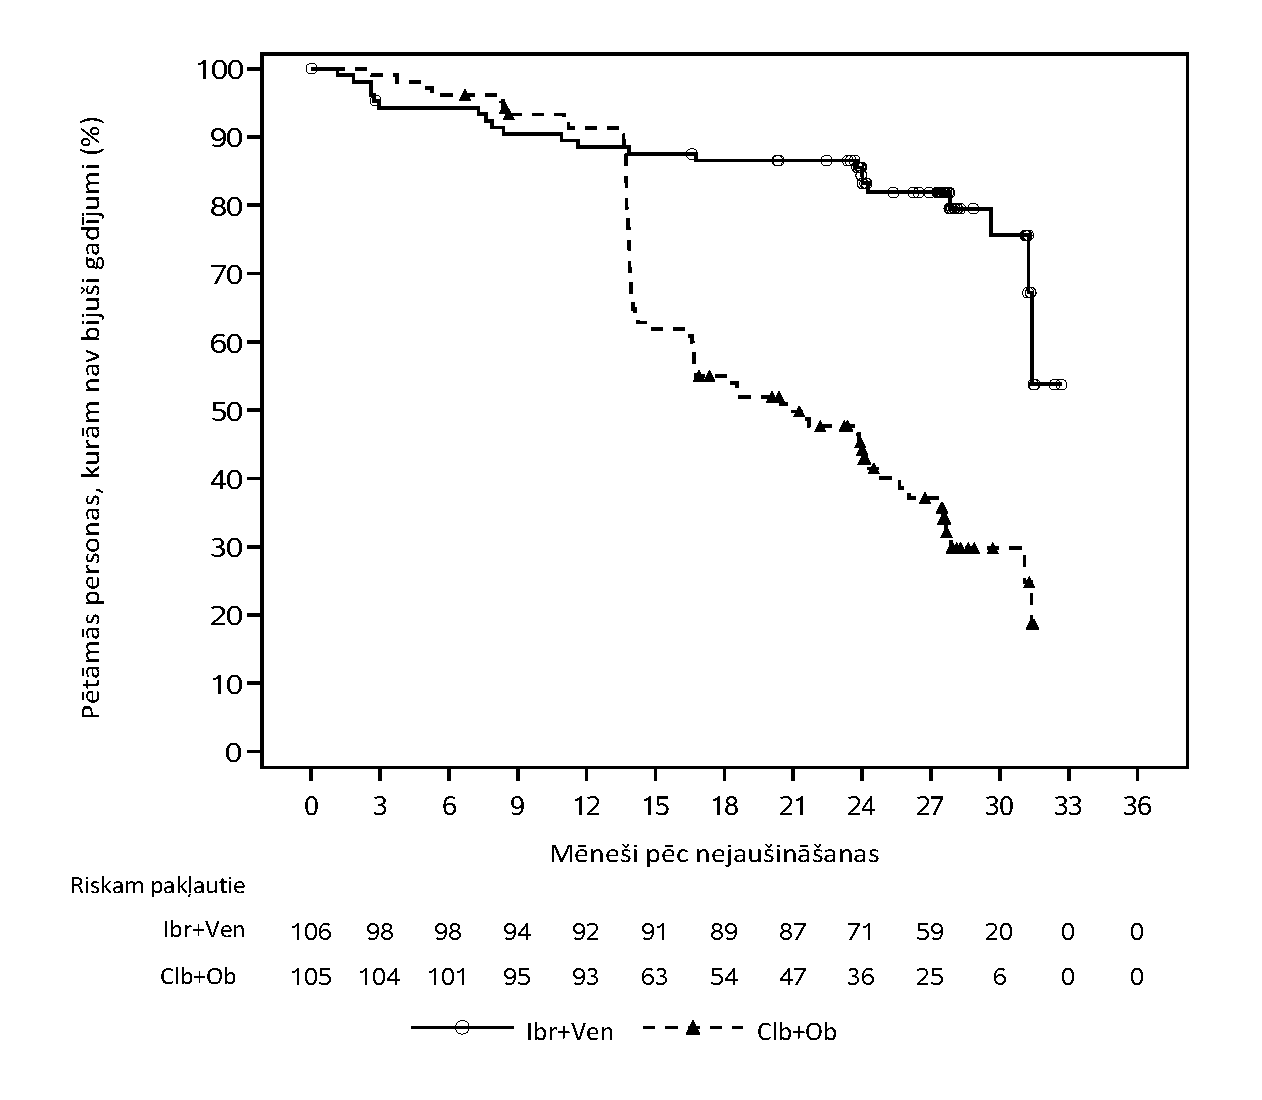 Pētāmās personas, kurām nav bijuši gadījumi (%)
100
90
80
70
60
50
40
30
20
10
0
0 3 6 9 12 15 18 21 24 27 30 33 36
Mēneši pēc nejaušināšanas
Riskam pakļautie
Ibr+Ven 106 98 98 94 92 91 89 87 71 59 20 0 0
Clb+Ob 105 104 101 95 93 63 54 47 36 25 6 0 0
Ibr+Ven Clb+Ob